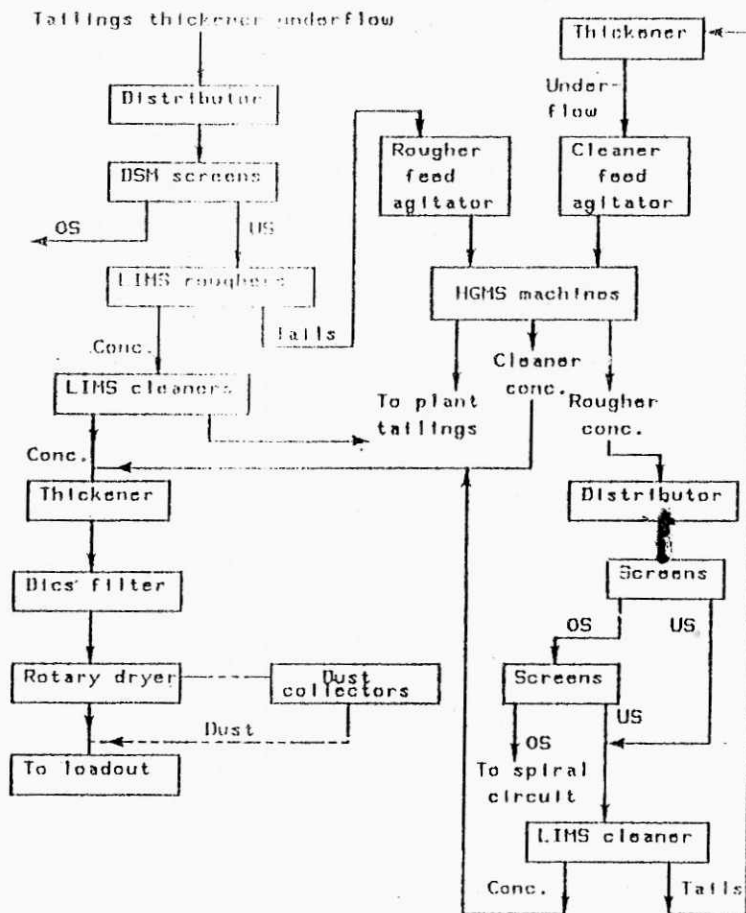 Tailings thickener underflow
Distributor
DSM screens
OS
US
LIMS roughers
Tails
Conc.
LIMS cleaners
Conc.
Thickener
Dics' filter
Rotary dryer
Dust
collectors
Dust
To loadout
Thickener
Under-
flow
Rougher
feed
agitator
Cleaner
feed
agitator
HGMS machines
Cleaner
conc.
To plant
tailings
Rougher
conc.
Distributor
Screens
OS
US
Screens
US
OS
To spiral
circuit
LIMS cleaner
Conc.
Tails